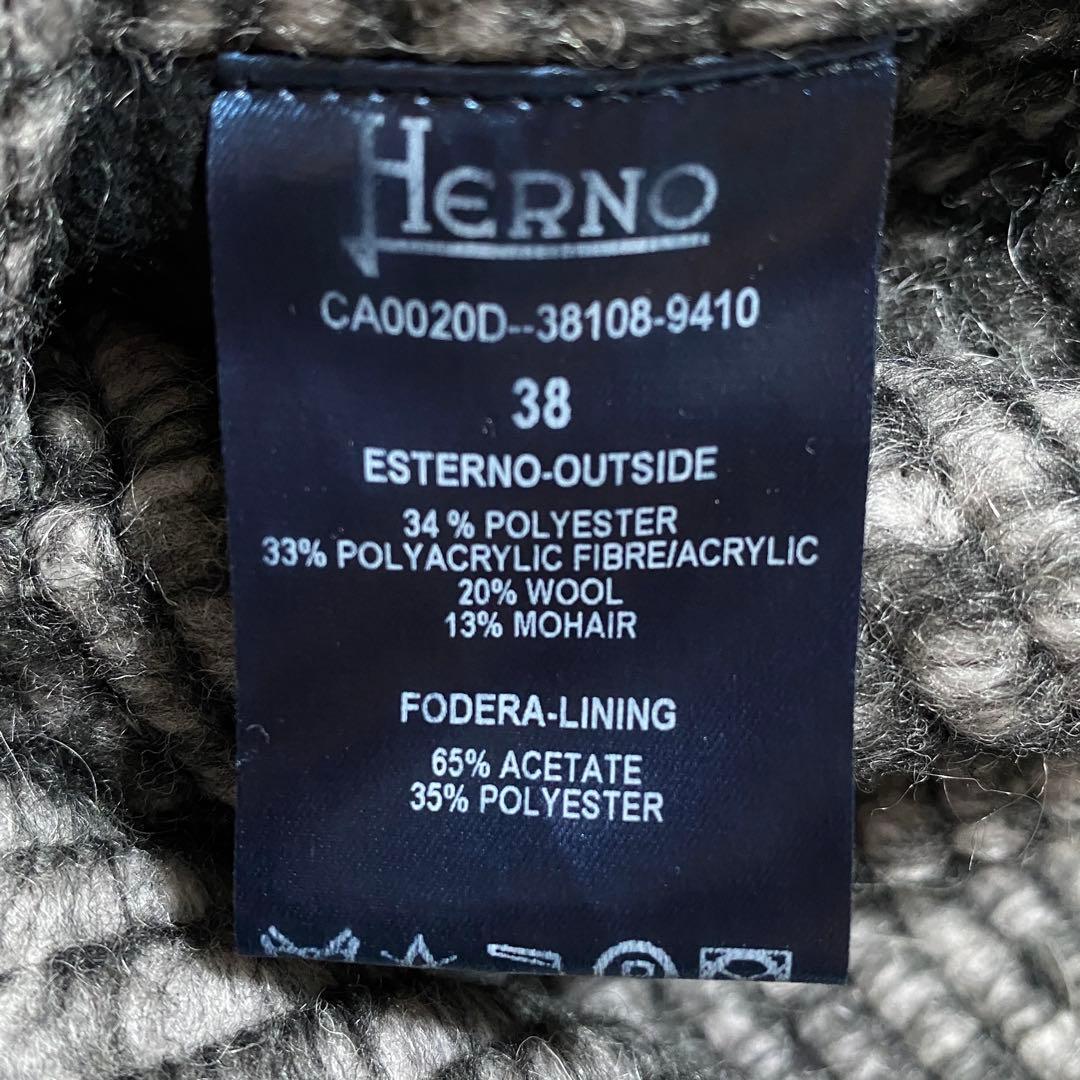 HERNO
CA0020D--38108-9410
38
ESTERNO-OUTSIDE
34 % POLYESTER
33% POLYACRYLIC FIBRE/ACRYLIC
20% WOOL
13% MOHAIR
FODERA-LINING
65% ACETATE
35% POLYESTER
P